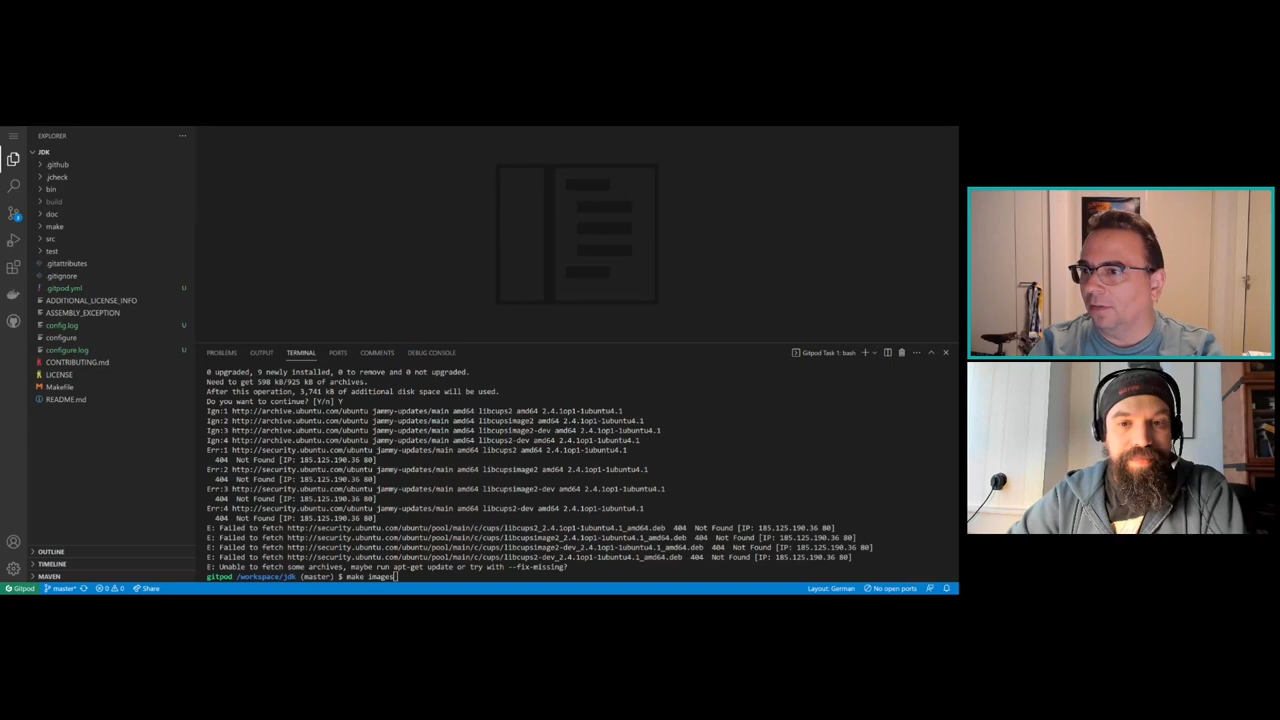 EXPLORER
JDK
.github
.jcheck
bin
build
doc
make
src
test
.gitattributes
.gitignore
.gitpod.yml U
ADDITIONAL_LICENSE_INFO
ASSEMBLY_EXCEPTION
config.log U
configure
configure.log U
CONTRIBUTING.md
LICENSE
Makefile
README.md
OUTLINE
TIMELINE
MAVEN
PROBLEMS OUTPUT TERMINAL PORTS COMMENTS DEBUG CONSOLE Gitpod Task 1: bash
0 upgraded, 9 newly installed, 0 to remove and 0 not upgraded.
Need to get 598 kB/925 kB of archives.
After this operation, 3,741 kB of additional disk space will be used.
Do you want to continue? [Y/n] Y
Ign:1 http://archive.ubuntu.com/ubuntu jammy-updates/main amd64 libcups2 amd64 2.4.1op1-1ubuntu4.1
Ign:2 http://archive.ubuntu.com/ubuntu jammy-updates/main amd64 libcupsimage2 amd64 2.4.1op1-1ubuntu4.1
Ign:3 http://archive.ubuntu.com/ubuntu jammy-updates/main amd64 libcupsimage2-dev amd64 2.4.1op1-1ubuntu4.1
Ign:4 http://archive.ubuntu.com/ubuntu jammy-updates/main amd64 libcups2-dev amd64 2.4.1op1-1ubuntu4.1
Err:1 http://security.ubuntu.com/ubuntu jammy-updates/main amd64 libcups2 amd64 2.4.1op1-1ubuntu4.1
404 Not Found [IP: 185.125.190.36 80]
Err:2 http://security.ubuntu.com/ubuntu jammy-updates/main amd64 libcupsimage2 amd64 2.4.1op1-1ubuntu4.1
404 Not Found [IP: 185.125.190.36 80]
Err:3 http://security.ubuntu.com/ubuntu jammy-updates/main amd64 libcupsimage2-dev amd64 2.4.1op1-1ubuntu4.1
404 Not Found [IP: 185.125.190.36 80]
Err:4 http://security.ubuntu.com/ubuntu jammy-updates/main amd64 libcups2-dev amd64 2.4.1op1-1ubuntu4.1
404 Not Found [IP: 185.125.190.36 80]
E: Failed to fetch http://security.ubuntu.com/ubuntu/pool/main/c/cups/libcups2_2.4.1op1-1ubuntu4.1_amd64.deb 404 Not Found [IP: 185.125.190.36 80]
E: Failed to fetch http://security.ubuntu.com/ubuntu/pool/main/c/cups/libcupsimage2_2.4.1op1-1ubuntu4.1_amd64.deb 404 Not Found [IP: 185.125.190.36 80]
E: Failed to fetch http://security.ubuntu.com/ubuntu/pool/main/c/cups/libcupsimage2-dev_2.4.1op1-1ubuntu4.1_amd64.deb 404 Not Found [IP: 185.125.190.36 80]
E: Failed to fetch http://security.ubuntu.com/ubuntu/pool/main/c/cups/libcups2-dev_2.4.1op1-1ubuntu4.1_amd64.deb 404 Not Found [IP: 185.125.190.36 80]
E: Unable to fetch some archives, maybe run apt-get update or try with --fix-missing?
gitpod /workspace/jdk (master) $ make images
Gitpod master* 0 0 Share Layout: German No open ports